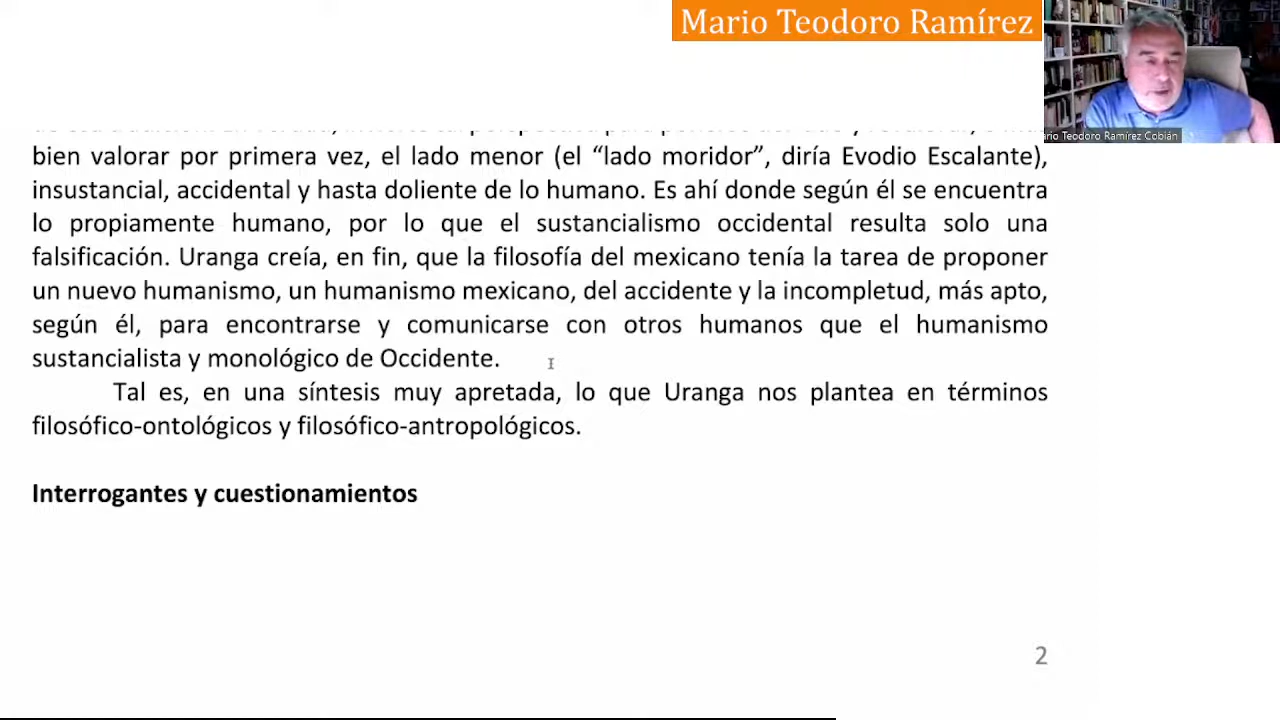 Mario Teodoro Ramírez
Mario Teodoro Ramírez Cobián
bien valorar por primera vez, el lado menor (el “lado moridor”, diría Evodio Escalante),
insustancial, accidental y hasta doliente de lo humano. Es ahí donde según él se encuentra
lo propiamente humano, por lo que el sustancialismo occidental resulta solo una
falsificación. Uranga creía, en fin, que la filosofía del mexicano tenía la tarea de proponer
un nuevo humanismo, un humanismo mexicano, del accidente y la incompletud, más apto,
según él, para encontrarse y comunicarse con otros humanos que el humanismo
sustancialista y monológico de Occidente.
Tal es, en una síntesis muy apretada, lo que Uranga nos plantea en términos
filosófico-ontológicos y filosófico-antropológicos.
Interrogantes y cuestionamientos
2